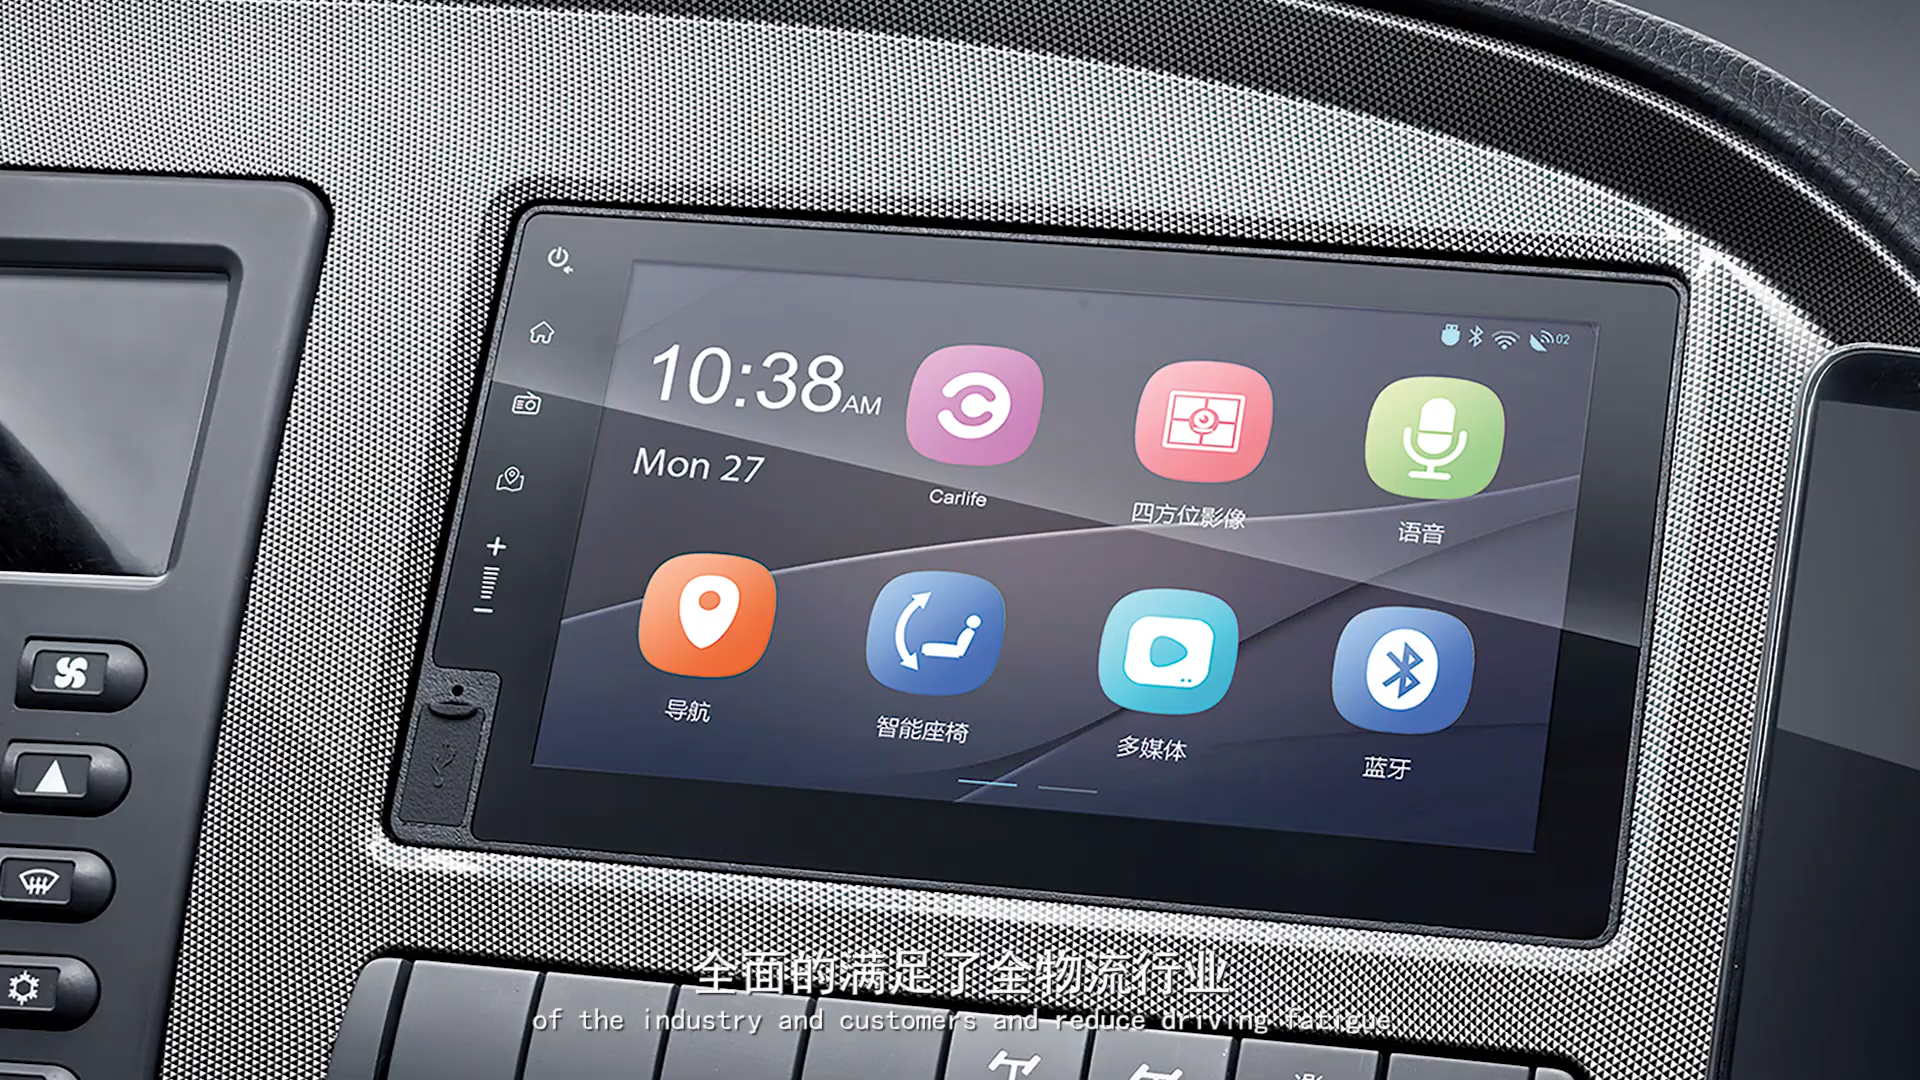 02
10:38AM
Mon 27
Carlife
四方位影像
语音
导航
智能座椅
多媒体
蓝牙
全面的满足了全物流行业
of the industry and customers and reduce driving fatigue